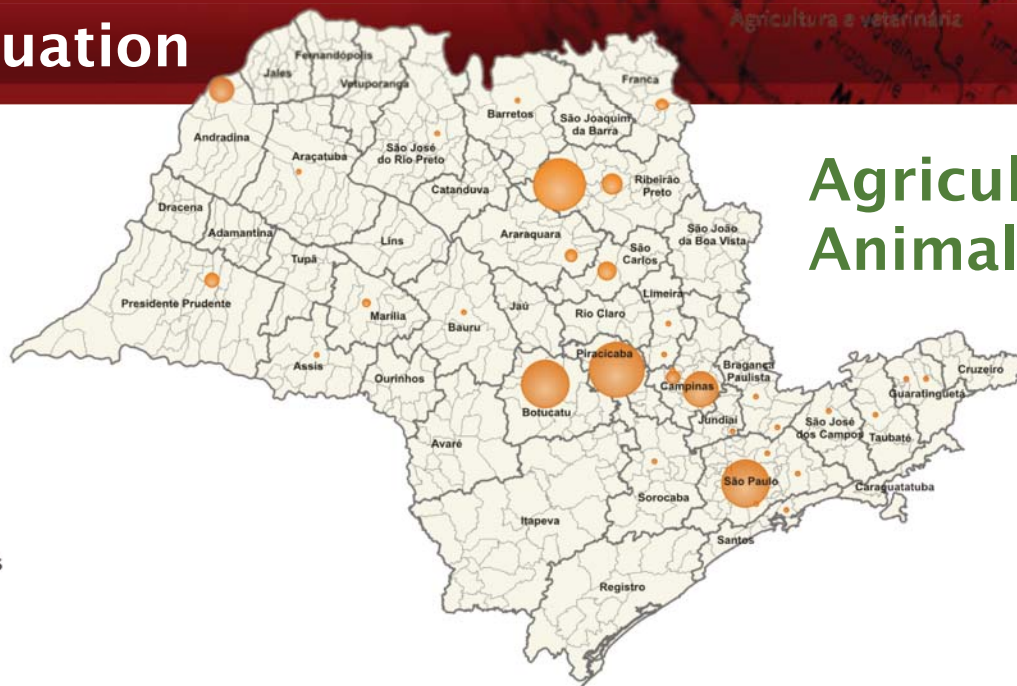 Agricultura e veterinária
uation
Agricul
Animal
Fernandópolis
Jales
Votuporanga
Franca
Barretos
São Joaquim
da Barra
Andradina
São José
do Rio Preto
Araçatuba
Catanduva
Ribeirão
Preto
Dracena
Adamantina
Lins
Araraquara
São
Carlos
São João
da Boa Vista
Tupã
Presidente Prudente
Marília
Bauru
Jaú
Rio Claro
Limeira
Assis
Ourinhos
Piracicaba
Botucatu
Campinas
Bragança
Paulista
Cruzeiro
Guaratinguetá
Jundiaí
São José
dos Campos
Taubaté
Avaré
São Paulo
Sorocaba
Caraguatatuba
Itapeva
Santos
Registro
s